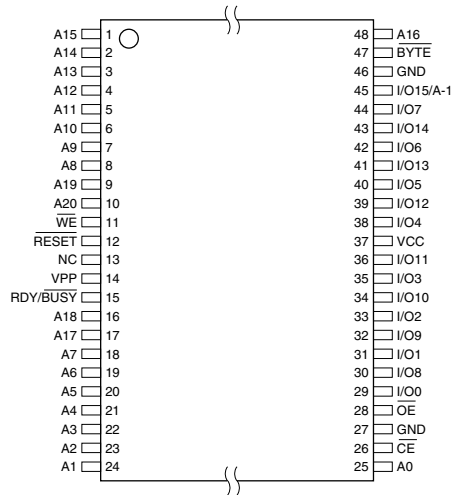 A15 1 48 A16
A14 2 47 BYTE
A13 3 46 GND
A12 4 45 I/O15/A-1
A11 5 44 I/O7
A10 6 43 I/O14
A9 7 42 I/O6
A8 8 41 I/O13
A19 9 40 I/O5
A20 10 39 I/O12
WE 11 38 I/O4
RESET 12 37 VCC
NC 13 36 I/O11
VPP 14 35 I/O3
RDY/BUSY 15 34 I/O10
A18 16 33 I/O2
A17 17 32 I/O9
A7 18 31 I/O1
A6 19 30 I/O8
A5 20 29 I/O0
A4 21 28 OE
A3 22 27 GND
A2 23 26 CE
A1 24 25 A0